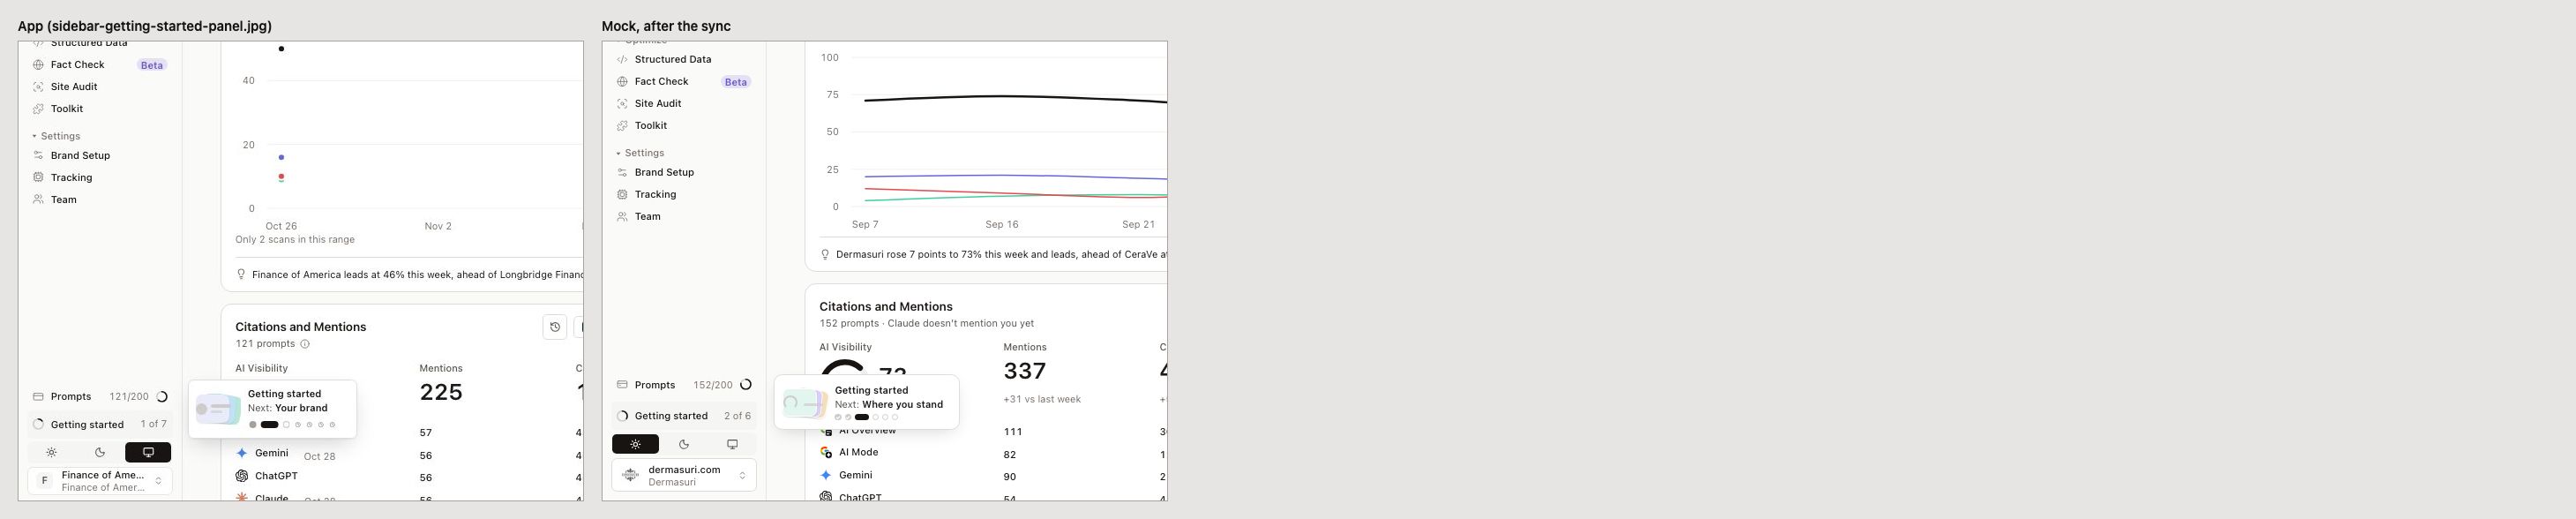 App (sidebar-getting-started-panel.jpg)
Structured Data
Fact Check Beta
Site Audit
Toolkit
Settings
Brand Setup
Tracking
Team
Prompts 121/200
Getting started 1 of 7
F Finance of Ame...
Finance of Amer...
40
20
0
Oct 26 Nov 2
Only 2 scans in this range
Finance of America leads at 46% this week, ahead of Longbridge Financ
Citations and Mentions
121 prompts
AI Visibility Mentions
225
Getting started
Next: Your brand
57
Gemini Oct 28 56
ChatGPT 56
Claude 56
Mock, after the sync
Optimize
Structured Data
Fact Check Beta
Site Audit
Toolkit
Settings
Brand Setup
Tracking
Team
Prompts 152/200
Getting started 2 of 6
dermasuri.com
Dermasuri
100
75
50
25
0
Sep 7 Sep 16 Sep 21
Dermasuri rose 7 points to 73% this week and leads, ahead of CeraVe at
Citations and Mentions
152 prompts · Claude doesn't mention you yet
AI Visibility Mentions
73 337
+31 vs last week
Getting started
Next: Where you stand
AI Overview 111
AI Mode 82
Gemini 90
ChatGPT 54